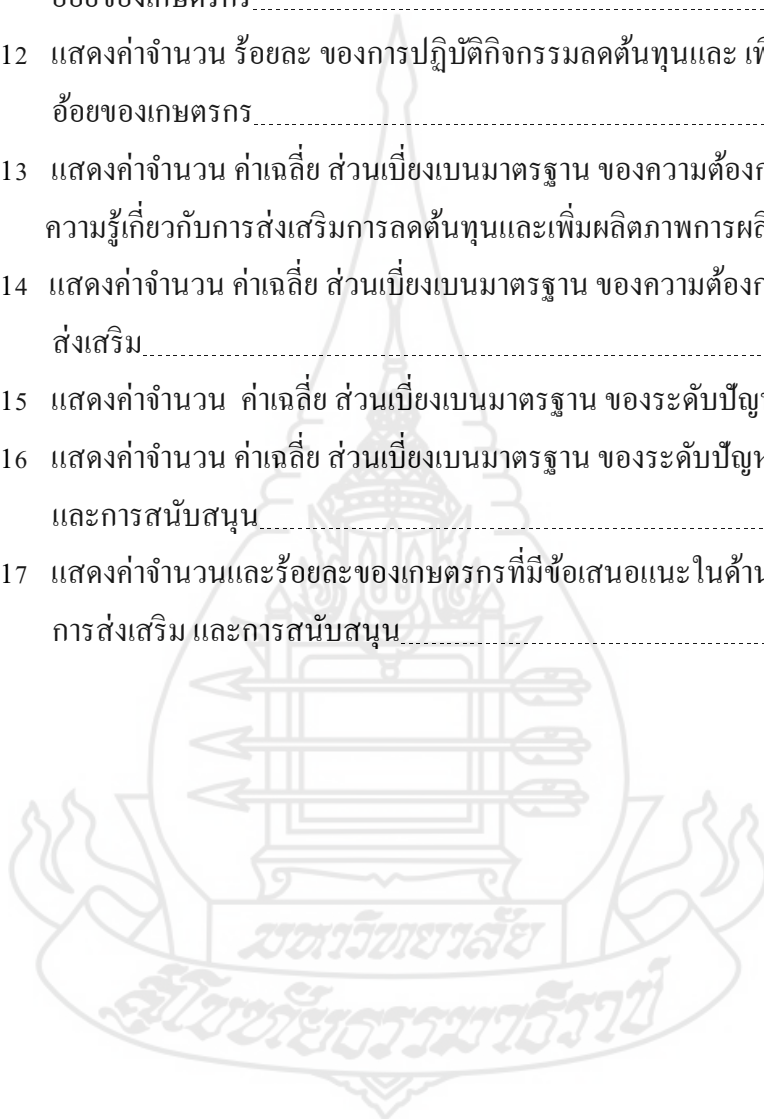 อ้อยของเกษตรกร
12 แสดงค่าจำนวน ร้อยละ ของการปฏิบัติกิจกรรมลดต้นทุนและ
อ้อยของเกษตรกร
13 แสดงค่าจำนวน ค่าเฉลี่ย ส่วนเบี่ยงเบนมาตรฐาน ของความต้อง
ความรู้เกี่ยวกับการส่งเสริมการลดต้นทุนและเพิ่มผลิตภาพการ
14 แสดงค่าจำนวน ค่าเฉลี่ย ส่วนเบี่ยงเบนมาตรฐาน ของความต้อง
ส่งเสริม
15 แสดงค่าจำนวน ค่าเฉลี่ย ส่วนเบี่ยงเบนมาตรฐาน ของระดับ
16 แสดงค่าจำนวน ค่าเฉลี่ย ส่วนเบี่ยงเบนมาตรฐาน ของระดับ
และการสนับสนุน
17 แสดงค่าจำนวนและร้อยละของเกษตรกรที่มีข้อเสนอแนะในด้าน
การส่งเสริม และการสนับสนุน
มหาวิทยาลัย
สุโขทัยธรรมาธิราช